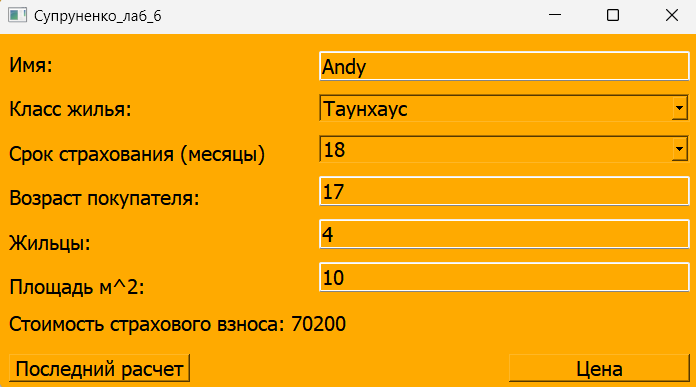 Супруненко_лаб_6
Имя: Andy
Класс жилья: Таунхаус
Срок страхования (месяцы) 18
Возраст покупателя: 17
Жильцы: 4
Площадь м^2: 10
Стоимость страхового взноса: 70200
Последний расчет Цена